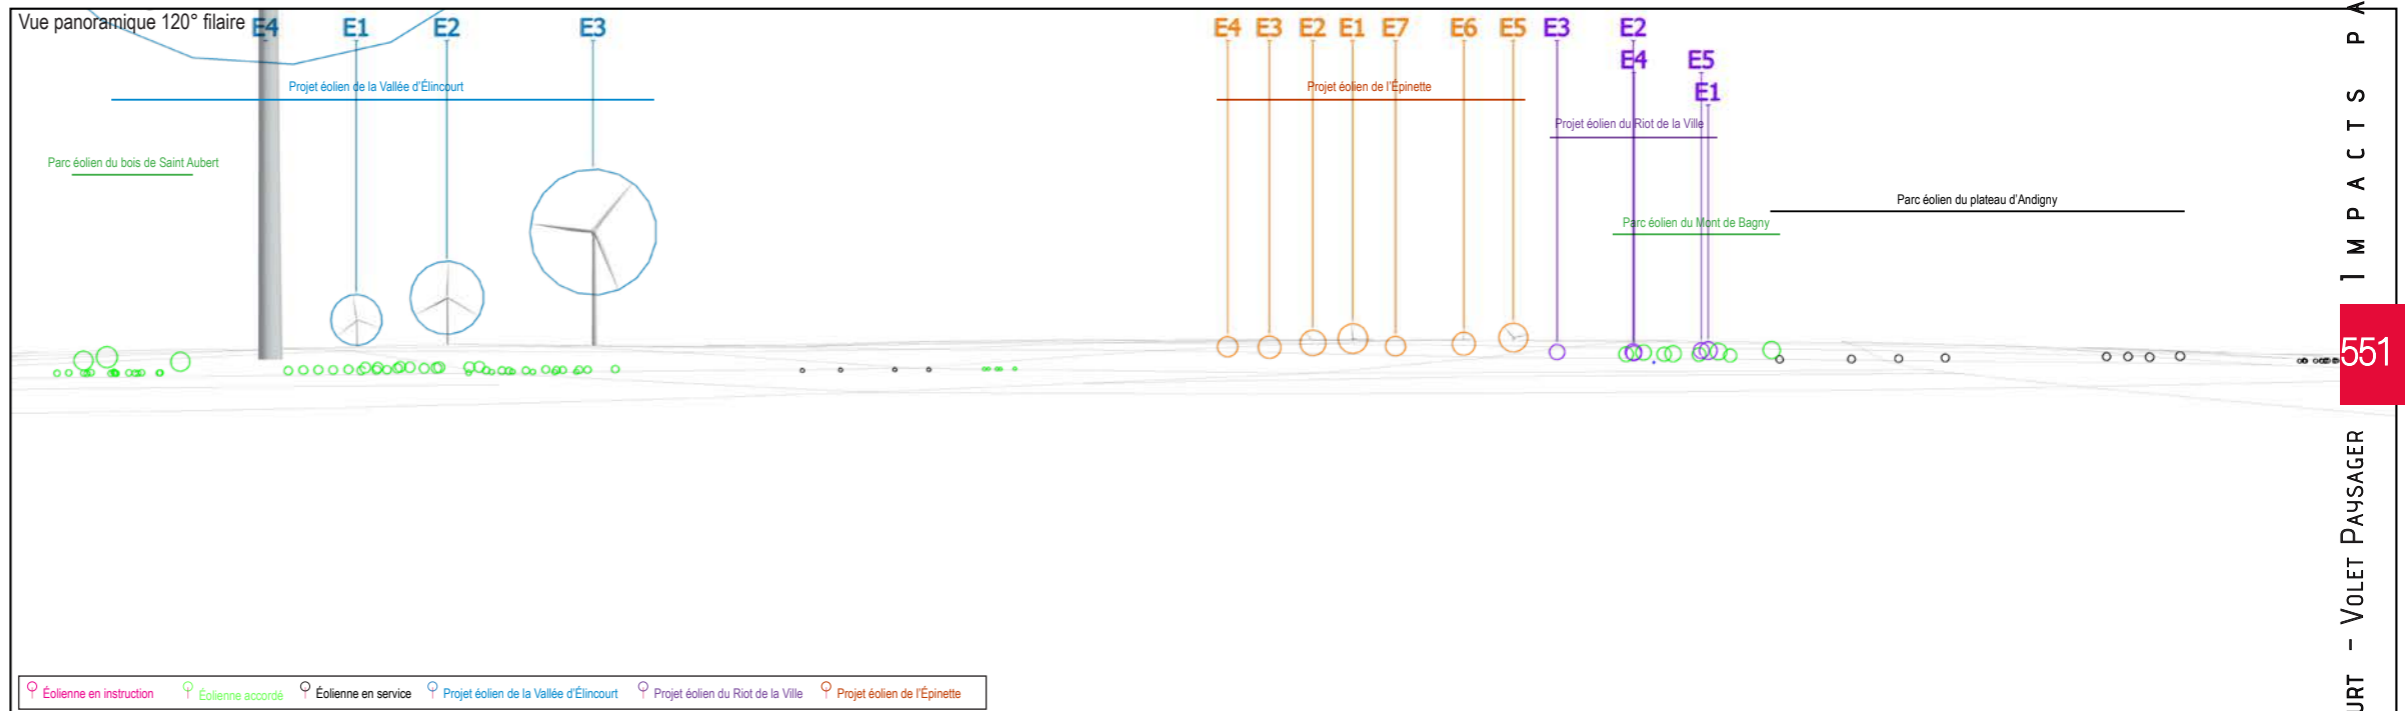 Vue panoramique 120° filaire
E4 E1 E2 E3
E4 E3 E2 E1 E7 E6 E5 E3 E2
E4 E5
E1
Projet éolien de la Vallée d'Élincourt
Projet éolien de l'Épinette
Projet éolien du Riot de la Ville
Parc éolien du bois de Saint Aubert
Parc éolien du plateau d'Andigny
Parc éolien du Mont de Bagny
Éolienne en instruction
Éolienne accordé
Éolienne en service
Projet éolien de la Vallée d'Élincourt
Projet éolien du Riot de la Ville
Projet éolien de l'Épinette
URT - VOLET PAYSAGER
551
IMPACTS PA